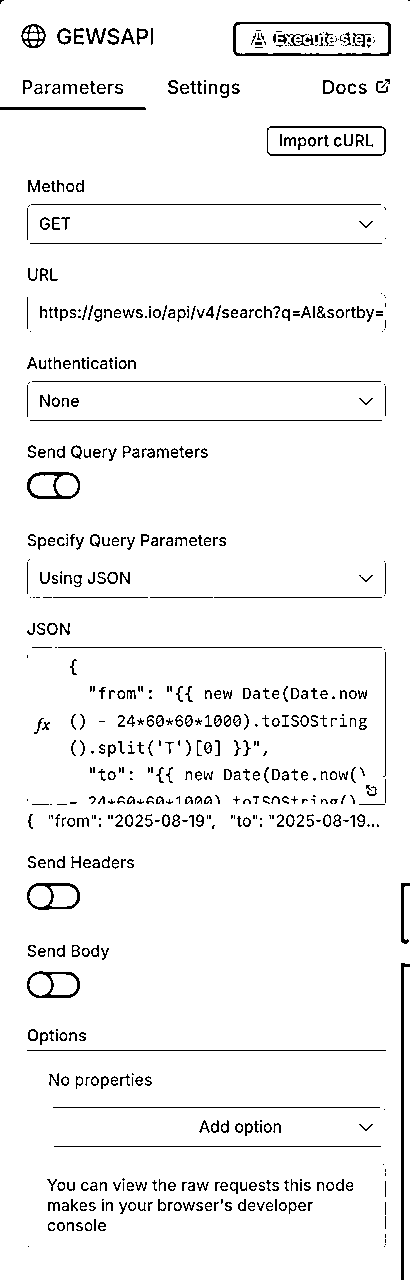 GEWSAPI
Execute step
Parameters
Settings
Docs
Import cURL
Method
GET
URL
https://gnews.io/api/v4/search?q=AI&sortby=
Authentication
None
Send Query Parameters
Specify Query Parameters
Using JSON
JSON
{
"from": "{{ new Date(Date.now
fx
() - 24*60*60*1000).toISOString
().split('T')[0] }}",
"to": "{{ new Date(Date.now()
- 24*60*60*1000).toISOString()
{ "from": "2025-08-19", "to": "2025-08-19...
Send Headers
Send Body
Options
No properties
Add option
You can view the raw requests this node
makes in your browser's developer
console